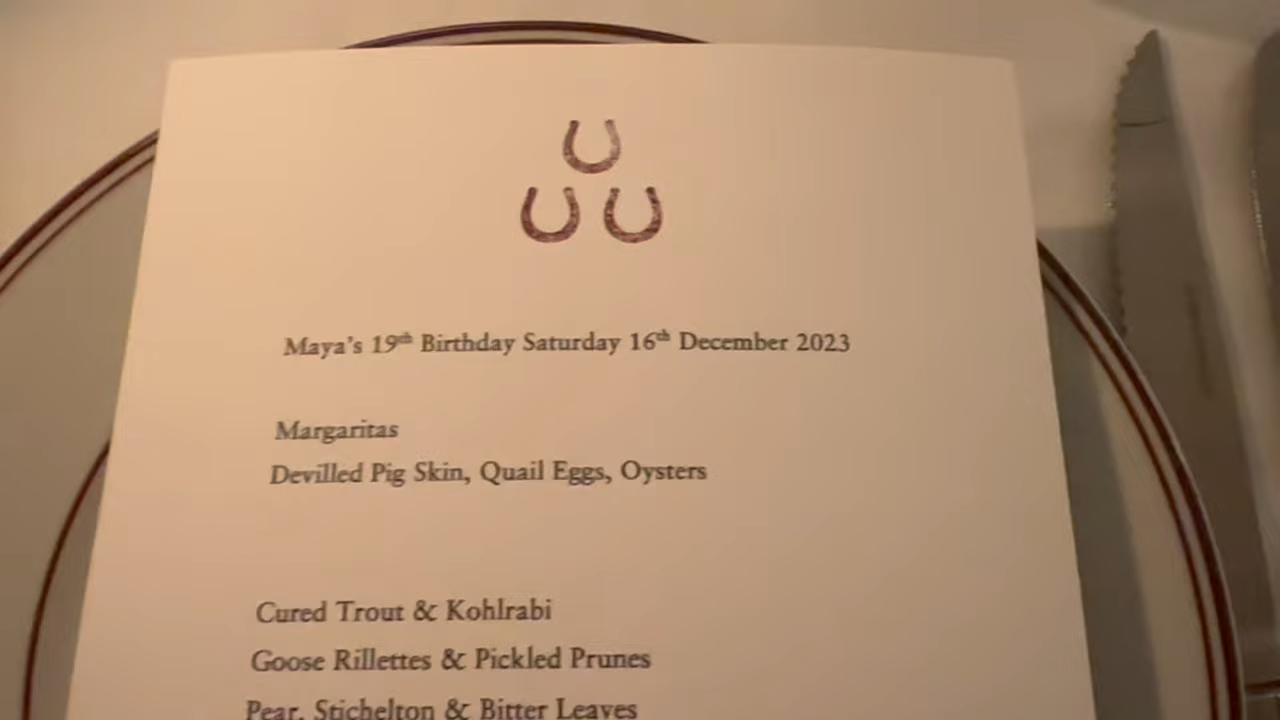 Maya's 19th Birthday Saturday 16th December 2023
Margaritas
Devilled Pig Skin, Quail Eggs, Oysters
Cured Trout & Kohlrabi
Goose Rillettes & Pickled Prunes
Pear, Stichelton & Bitter Leaves